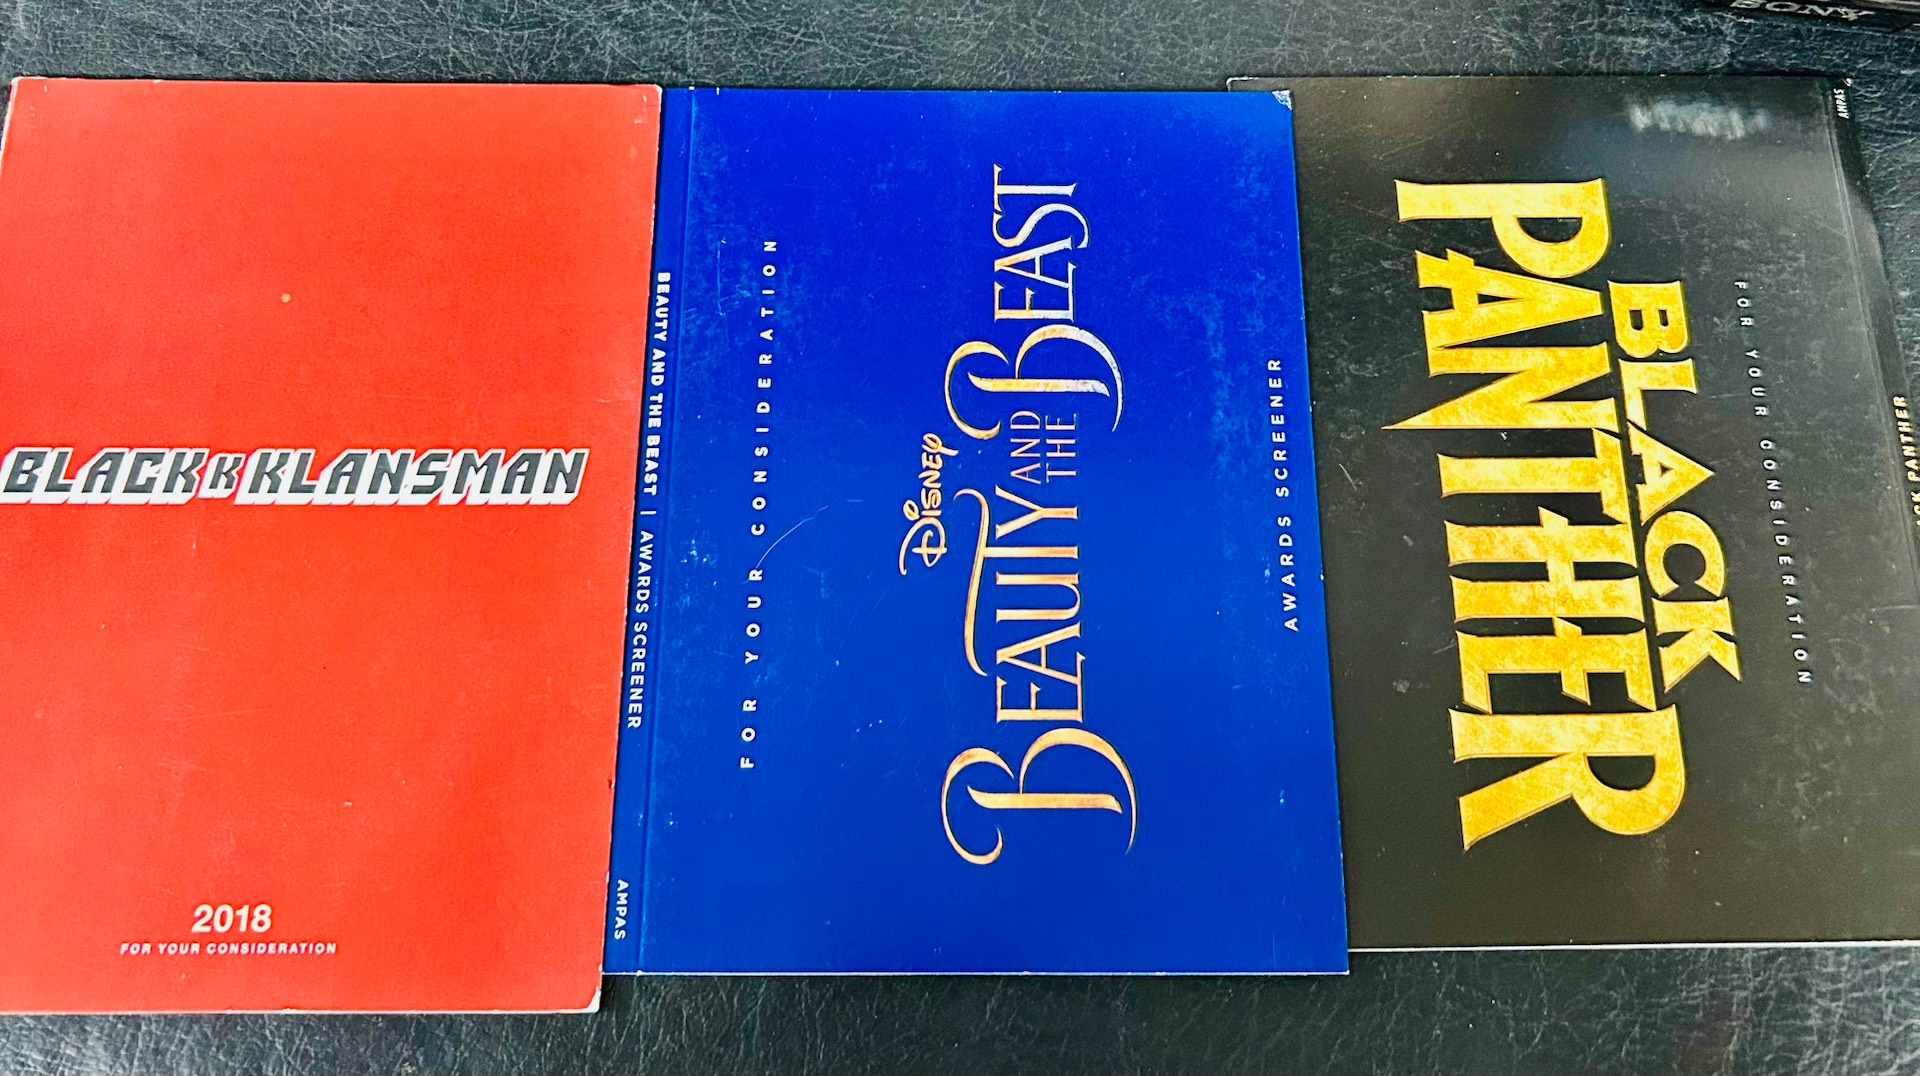 SONY
BLACKkKLANSMAN
2018
FOR YOUR CONSIDERATION
BEAUTY AND THE BEAST | AWARDS SCREENER
AMPAS
FOR YOUR CONSIDERATION
DISNEY
BEAUTY AND THE BEAST
AWARDS SCREENER
BLACK
PANTHER
FOR YOUR CONSIDERATION
AMPAS
PANTHER